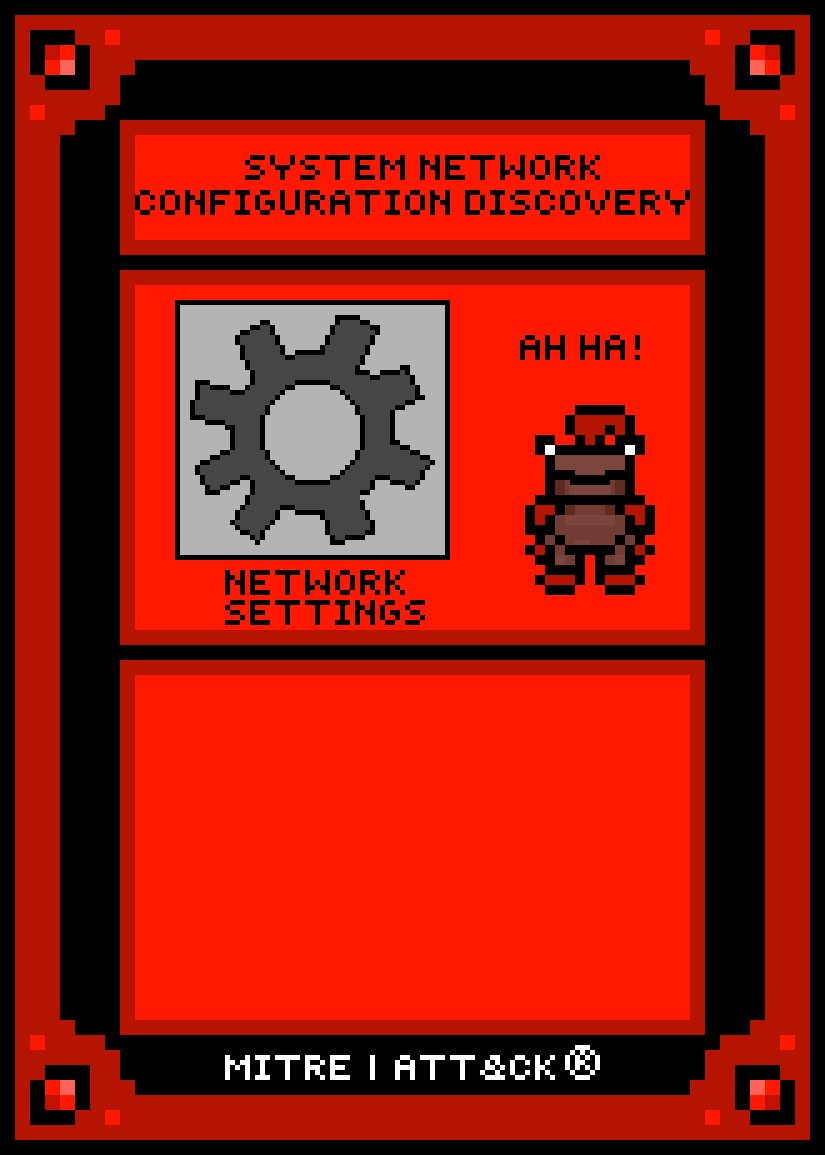 SYSTEM NETWORK
CONFIGURATION DISCOVERY
AH HA!
NETWORK
SETTINGS
MITRE | ATT&CK®